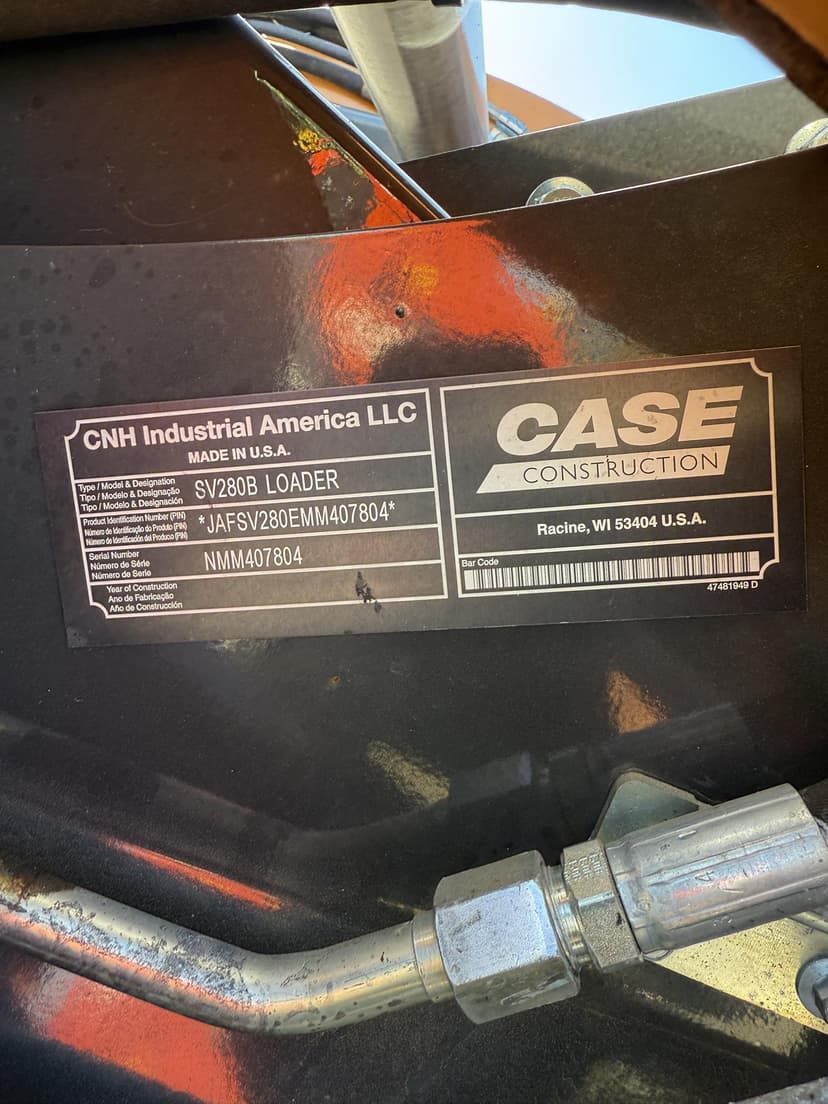 CNH Industrial America LLC
MADE IN U.S.A.
Type / Model & Designation
Tipo / Modelo & Designação
Tipo / Modelo & Designación
SV280B LOADER
Product Identification Number (PIN)
Número de Identificação do Produto (PIN)
Número de Identificación del Producto (PIN)
*JAFSV280EMM407804*
Serial Number
Número de Série
Número de Serie
NMM407804
Year of Construction
Ano de Fabricação
Año de Construcción
CASE
CONSTRUCTION
Racine, WI 53404 U.S.A.
Bar Code
47481949 D